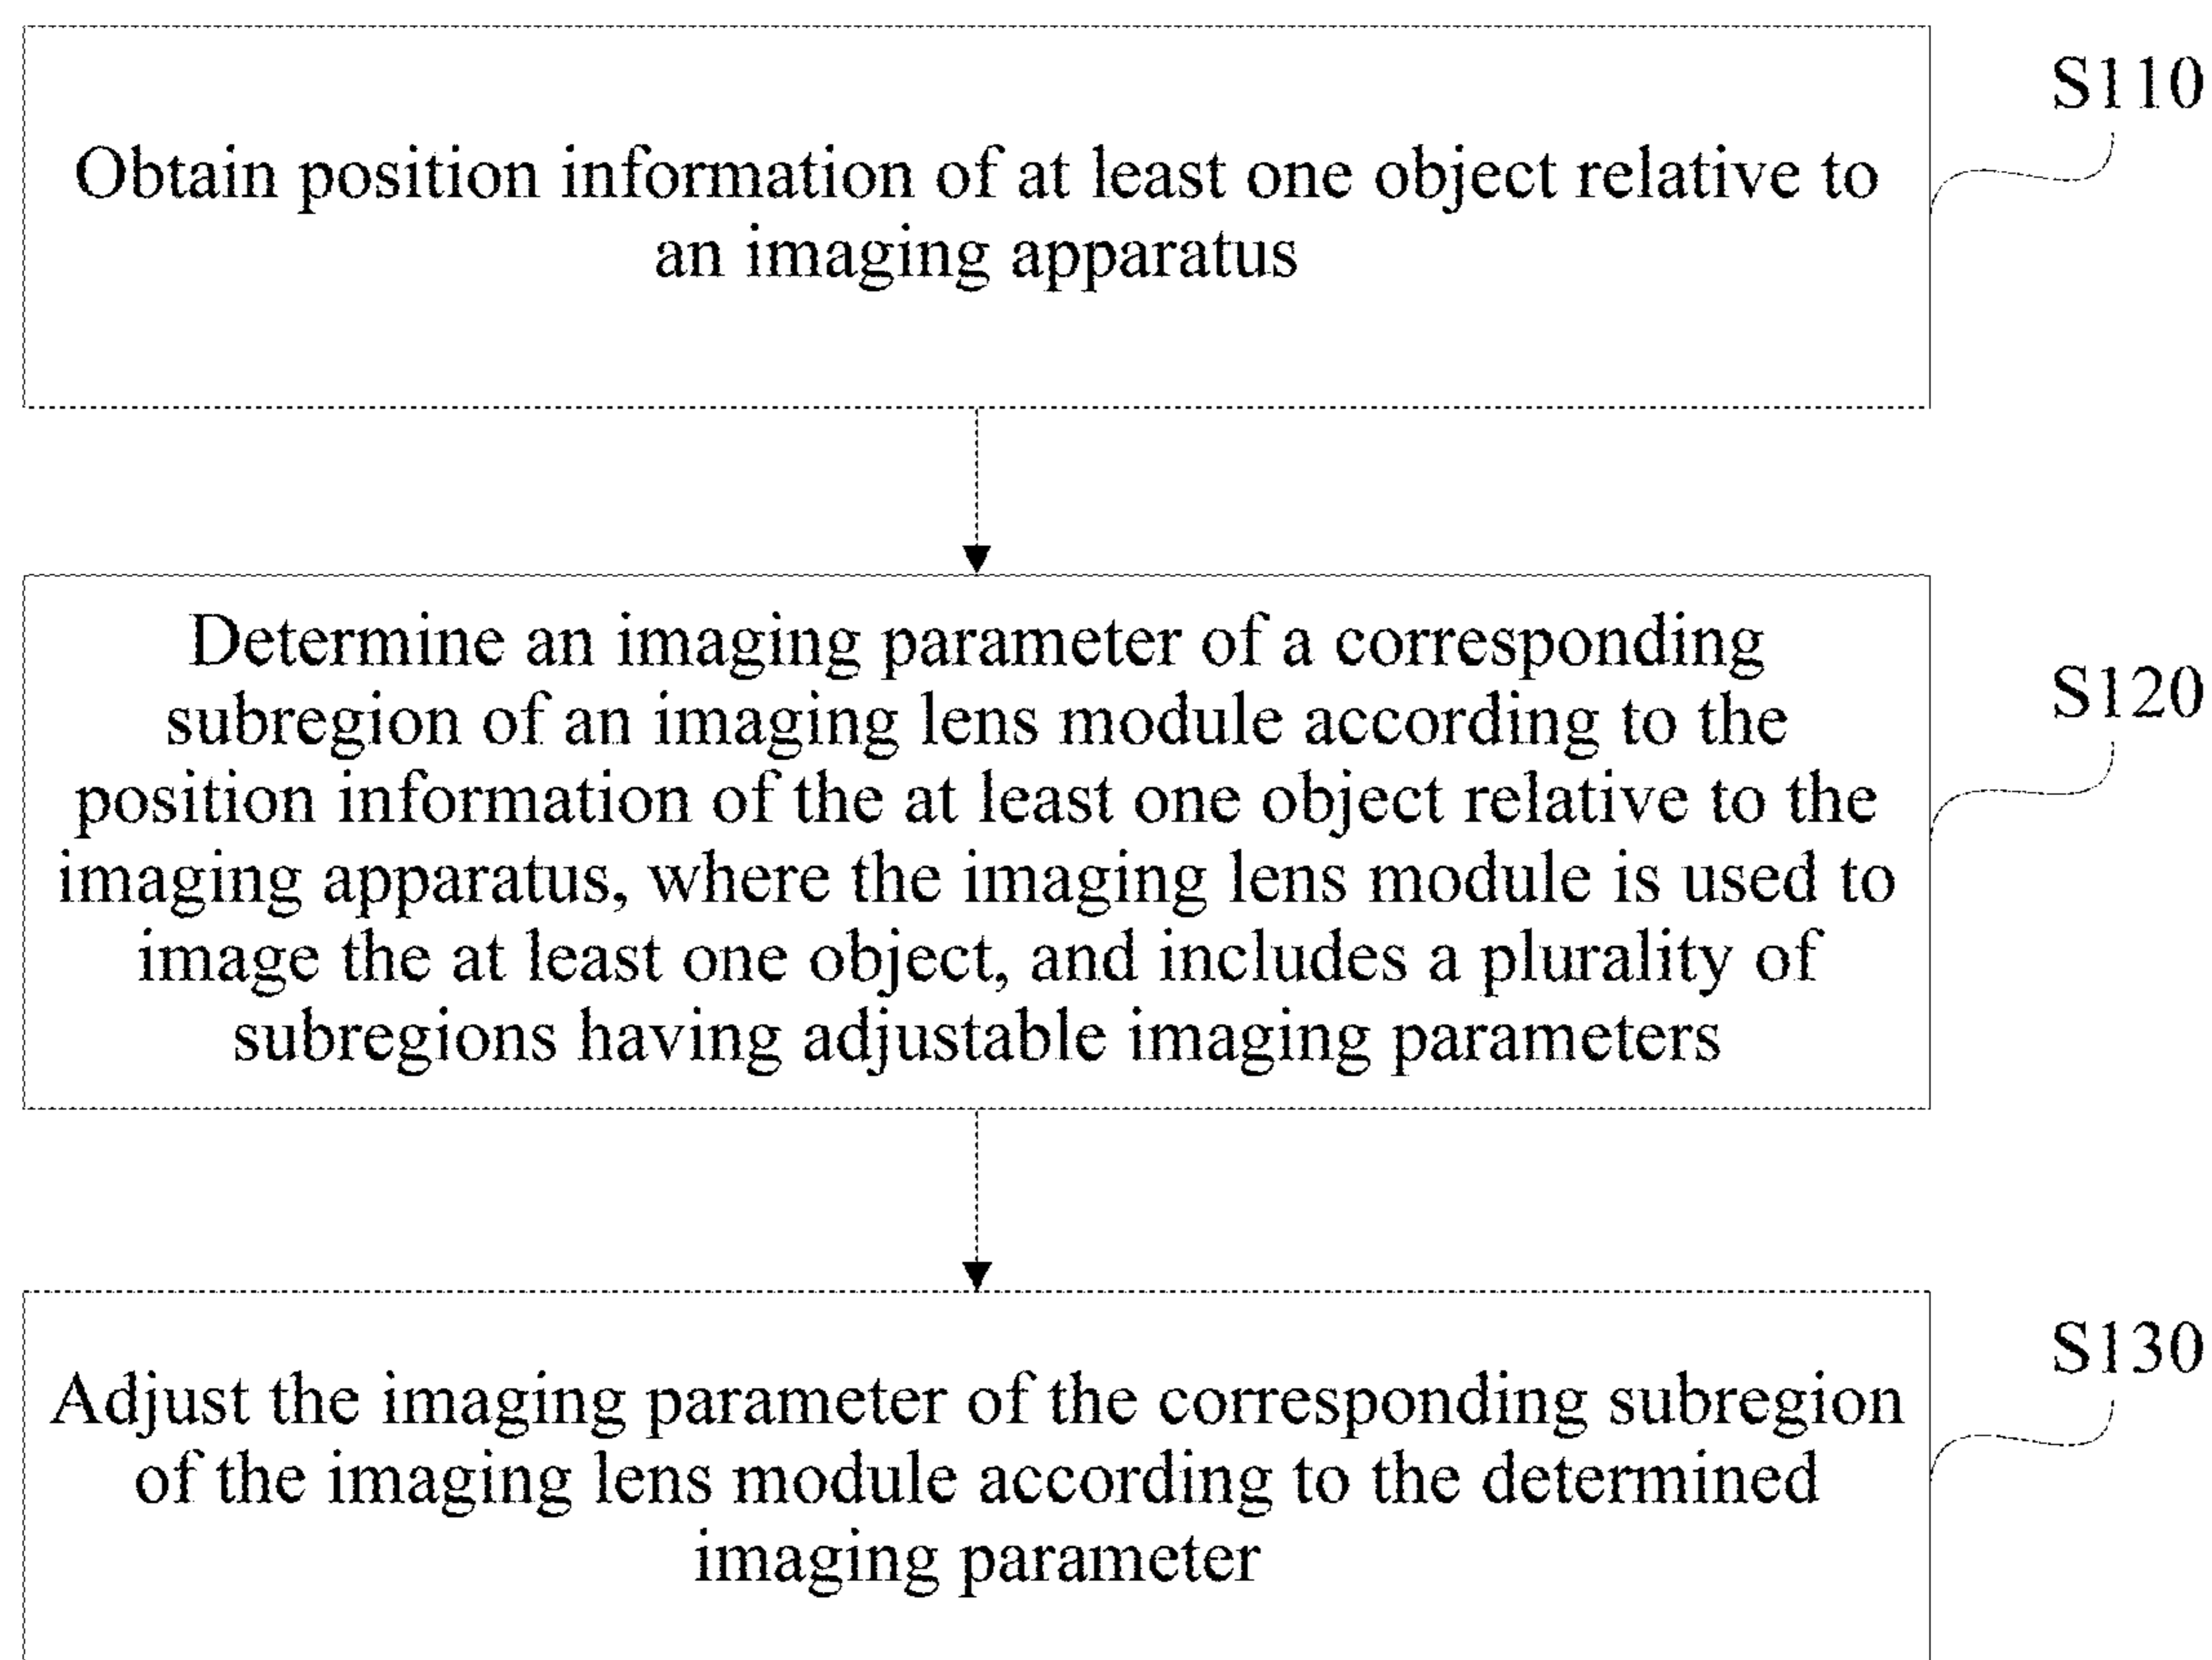 S110
Obtain position information of at least one object relative to
an imaging apparatus
Determine an imaging parameter of a corresponding
subregion of an imaging lens module according to the
position information of the at least one object relative to the
imaging apparatus, where the imaging lens module is used to
image the at least one object, and includes a plurality of
subregions having adjustable imaging parameters
S120
Adjust the imaging parameter of the corresponding subregion
of the imaging lens module according to the determined
imaging parameter
S130